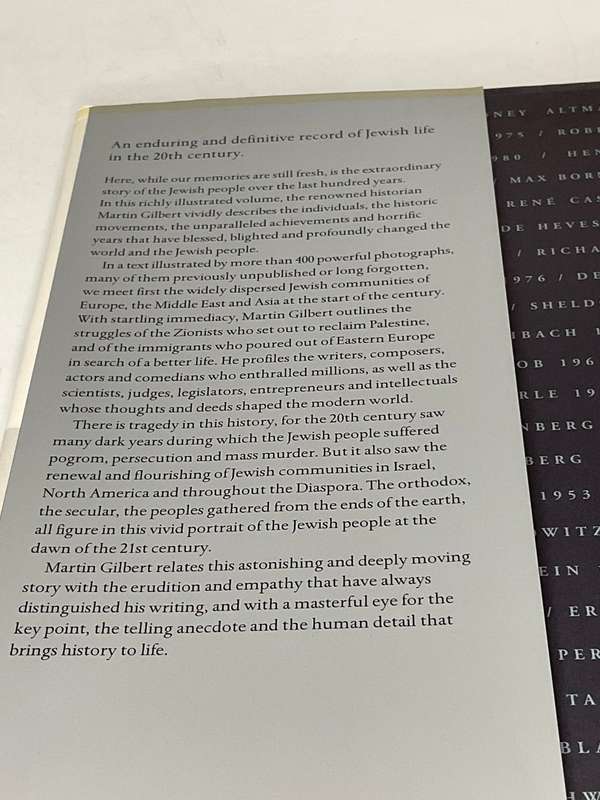 An enduring and definitive record of Jewish life
in the 20th century.
Here, while our memories are still fresh, is the extraordinary
story of the Jewish people over the last hundred years.
In this richly illustrated volume, the renowned historian
Martin Gilbert vividly describes the individuals, the historic
movements, the unparalleled achievements and horrific
years that have blessed, blighted and profoundly changed the
world and the Jewish people.
In a text illustrated by more than 400 powerful photographs,
many of them previously unpublished or long forgotten,
we meet first the widely dispersed Jewish communities of
Europe, the Middle East and Asia at the start of the century.
With startling immediacy, Martin Gilbert outlines the
struggles of the Zionists who set out to reclaim Palestine,
and of the immigrants who poured out of Eastern Europe
in search of a better life. He profiles the writers, composers,
actors and comedians who enthralled millions, as well as the
scientists, judges, legislators, entrepreneurs and intellectuals
whose thoughts and deeds shaped the modern world.
There is tragedy in this history, for the 20th century saw
many dark years during which the Jewish people suffered
pogrom, persecution and mass murder. But it also saw the
renewal and flourishing of Jewish communities in Israel,
North America and throughout the Diaspora. The orthodox,
the secular, the peoples gathered from the ends of the earth,
all figure in this vivid portrait of the Jewish people at the
dawn of the 21st century.
Martin Gilbert relates this astonishing and deeply moving
story with the erudition and empathy that have always
distinguished his writing, and with a masterful eye for the
key point, the telling anecdote and the human detail that
brings history to life.
NEY ALTMA
1975 / ROBE
1980 / HEN
/ MAX BOR
RENÉ CAS
DE HEVES
/ RICHA
1976 / DE
/ SHELD
BACH 1
OB 196
RLE 19
NBERG
BERG
1953
OWITZ
EIN
/ ER
PER
TA
BLA
HW